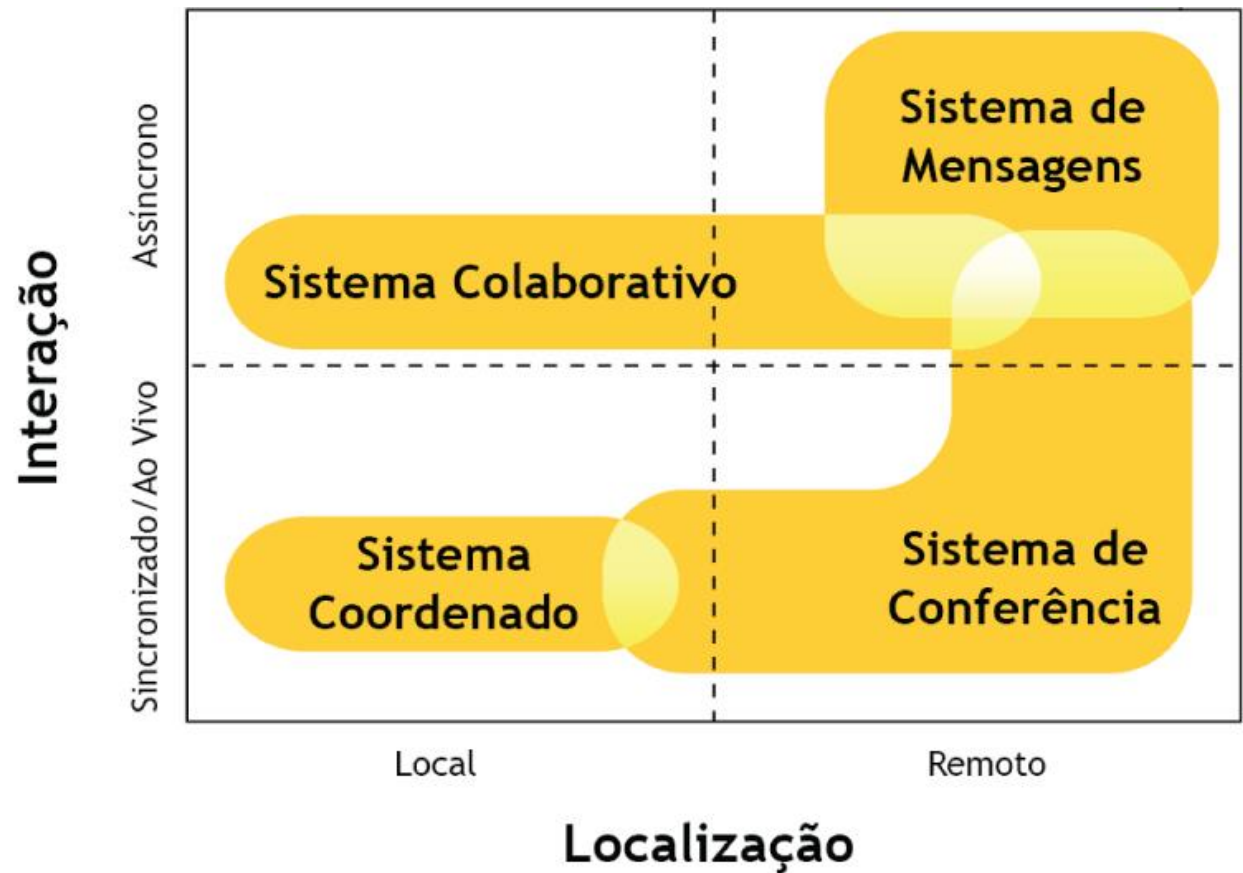 Interação
Assíncrono
Sincronizado/Ao Vivo
Sistema de
Mensagens
Sistema Colaborativo
Sistema
Coordenado
Sistema de
Conferência
Local
Remoto
Localização